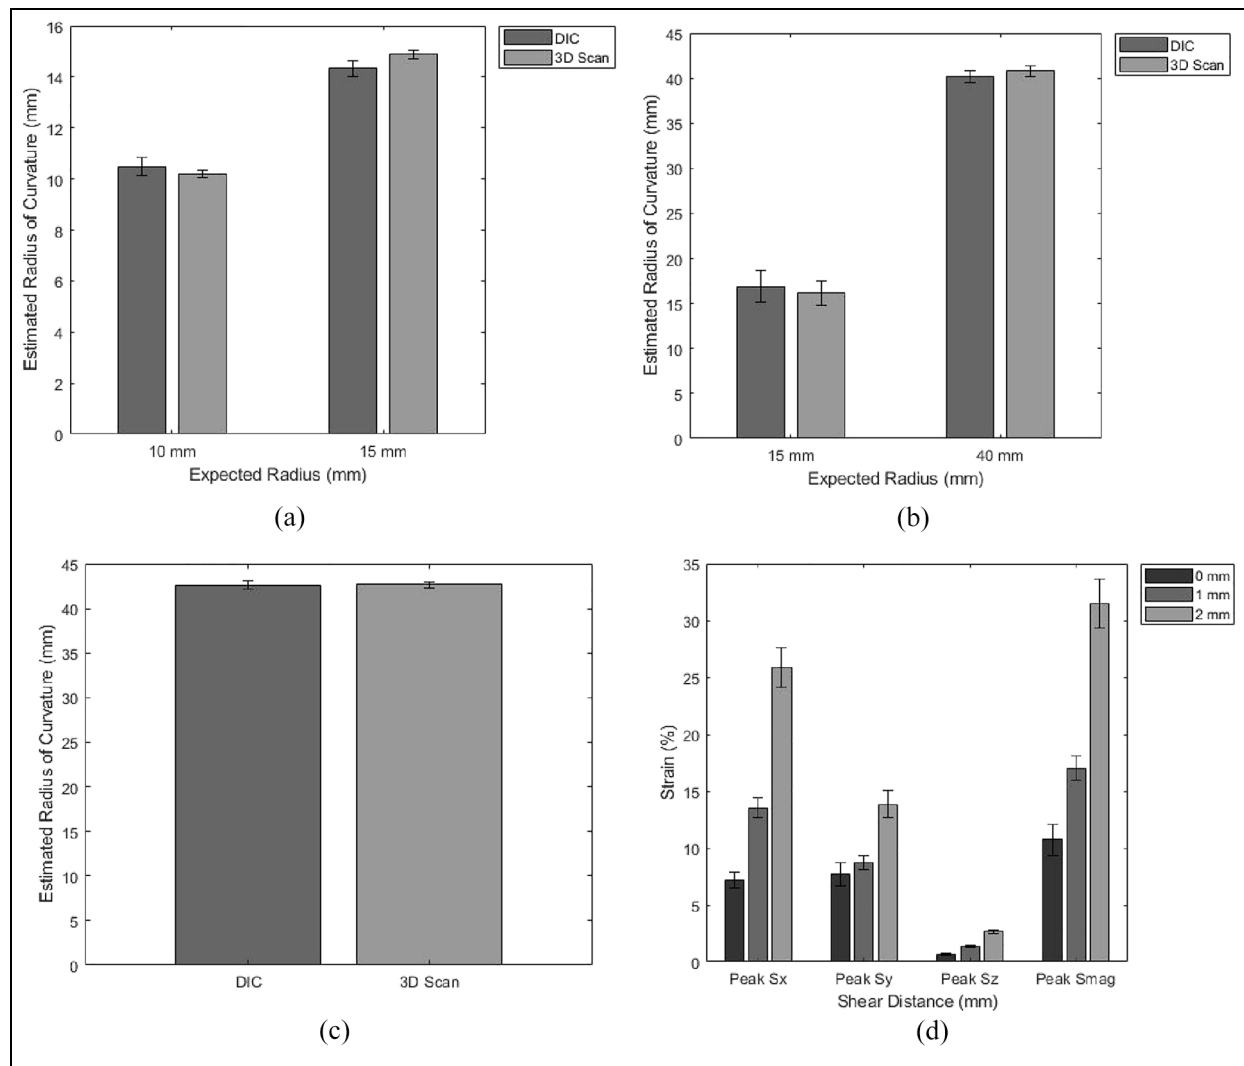 16
14
12
10
8
6
4
2
0
Estimated Radius of Curvature (mm)
10 mm
15 mm
Expected Radius (mm)
DIC
3D Scan
(a)
45
40
35
30
25
20
15
10
5
0
Estimated Radius of Curvature (mm)
15 mm
40 mm
Expected Radius (mm)
DIC
3D Scan
(b)
45
40
35
30
25
20
15
10
5
0
Estimated Radius of Curvature (mm)
DIC
3D Scan
(c)
35
30
25
20
15
10
5
0
Strain (%)
Peak Sx
Peak Sy
Peak Sz
Peak Smag
Shear Distance (mm)
0 mm
1 mm
2 mm
(d)